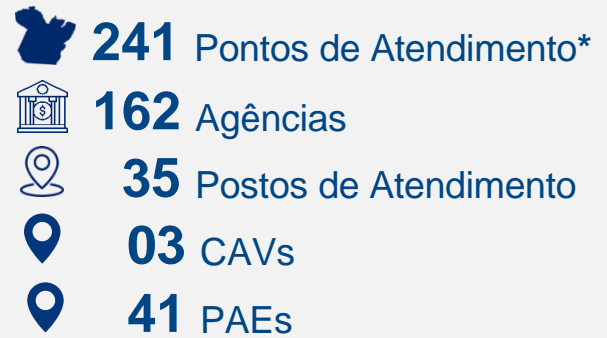 241 Pontos de Atendimento*
162 Agências
35 Postos de Atendimento
03 CAVs
41 PAEs